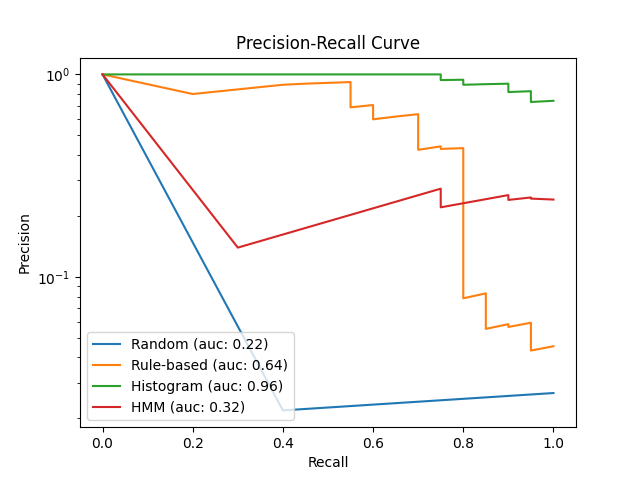 Precision-Recall Curve
Precision
10⁰
10⁻¹
Random (auc: 0.22)
Rule-based (auc: 0.64)
Histogram (auc: 0.96)
HMM (auc: 0.32)
0.0 0.2 0.4 0.6 0.8 1.0
Recall